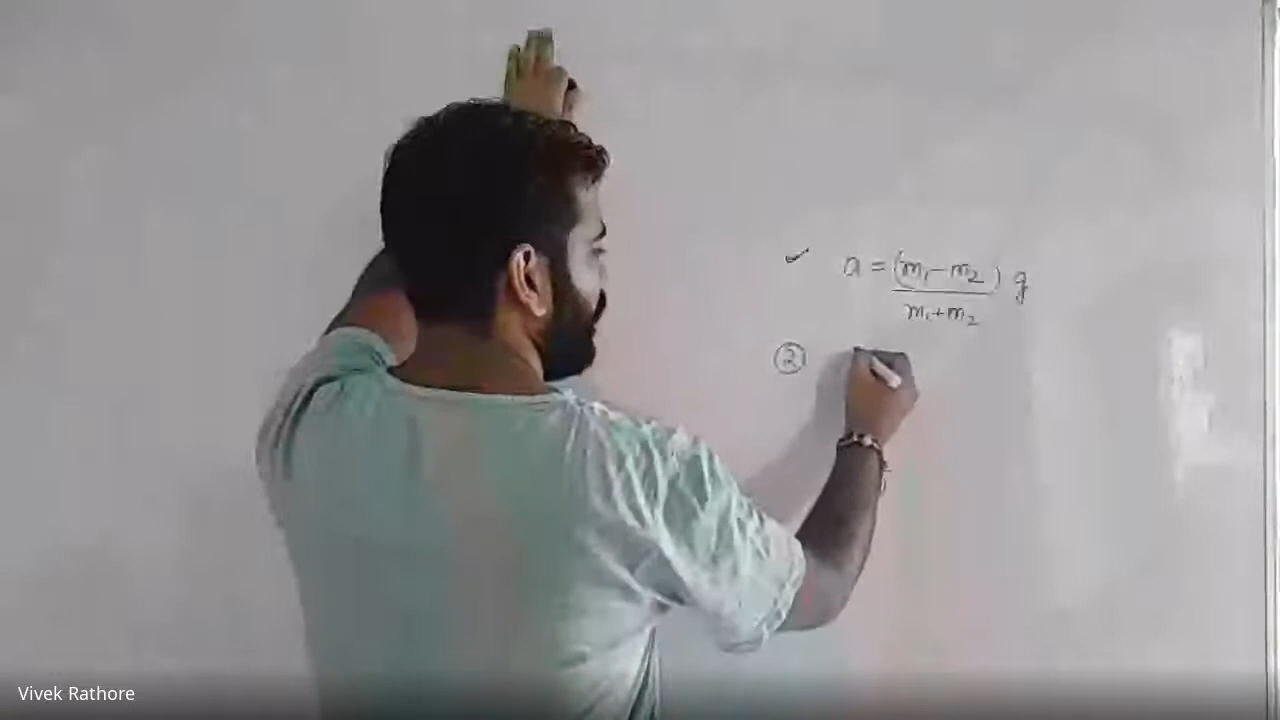 ✓ a = (m₁ - m₂) g
m₁ + m₂
②
Vivek Rathore